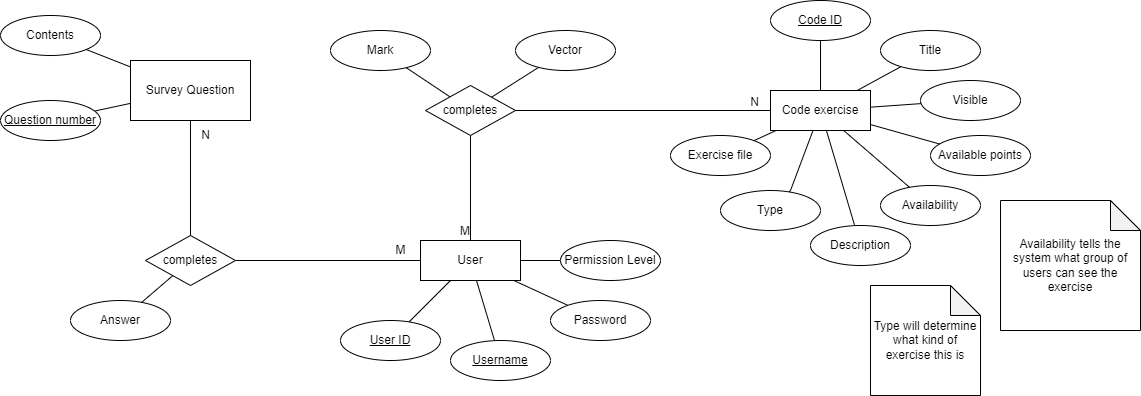 Code ID
Contents
Mark
Vector
Title
Survey Question
Visible
N
completes
Code exercise
Question number
N
Exercise file
Available points
Type
Availability
M
Description
M
completes
User
Permission Level
Availability tells the
system what group of
users can see the
exercise
Answer
User ID
Username
Password
Type will determine
what kind of
exercise this is